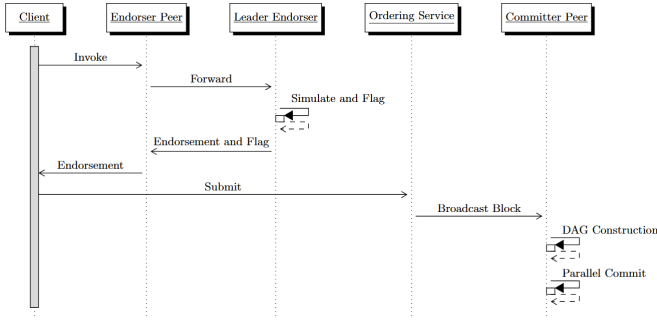 Client
Endorser Peer
Leader Endorser
Ordering Service
Committer Peer
Invoke
Forward
Simulate and Flag
Endorsement and Flag
Endorsement
Submit
Broadcast Block
DAG Construction
Parallel Commit